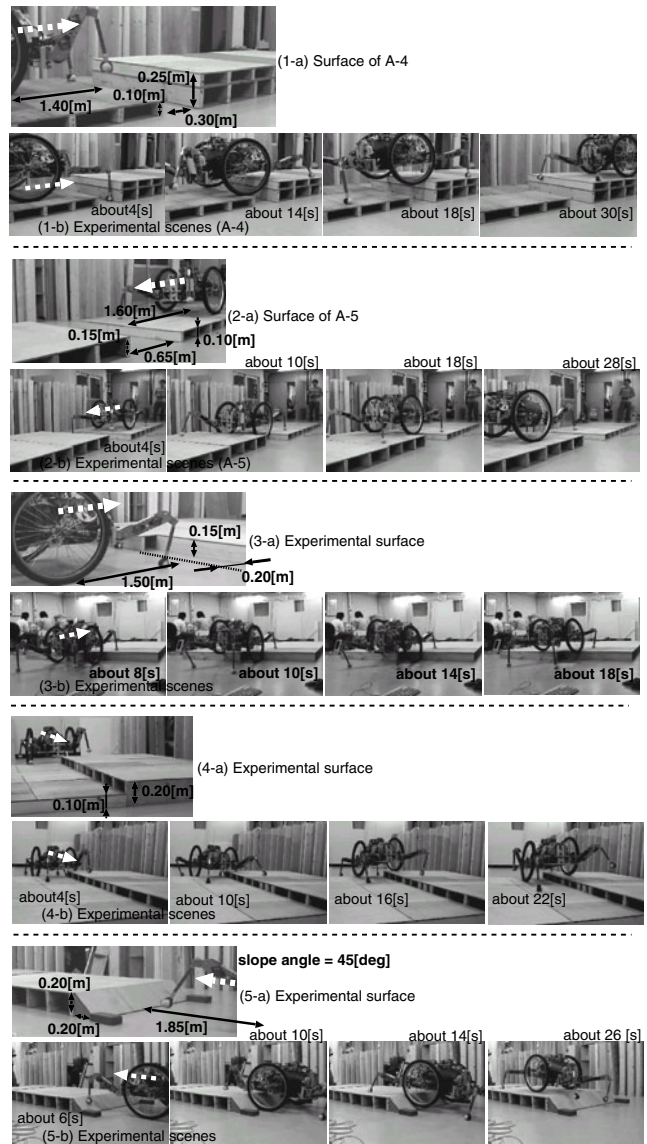 (1-a) Surface of A-4
0.25[m]
0.10[m]
1.40[m]
0.30[m]
about4[s]
about 14[s]
about 18[s]
about 30[s]
(1-b) Experimental scenes (A-4)
1.60[m]
(2-a) Surface of A-5
0.15[m]
0.10[m]
0.65[m]
about 10[s]
about 18[s]
about 28[s]
about4[s]
(2-b) Experimental scenes (A-5)
0.15[m]
(3-a) Experimental surface
0.20[m]
1.50[m]
about 8[s]
about 10[s]
about 14[s]
about 18[s]
(3-b) Experimental scenes
(4-a) Experimental surface
0.20[m]
0.10[m]
about4[s]
about 10[s]
about 16[s]
about 22[s]
(4-b) Experimental scenes
slope angle = 45[deg]
0.20[m]
(5-a) Experimental surface
0.20[m]
1.85[m]
about 10[s]
about 14[s]
about 26 [s]
about 6[s]
(5-b) Experimental scenes